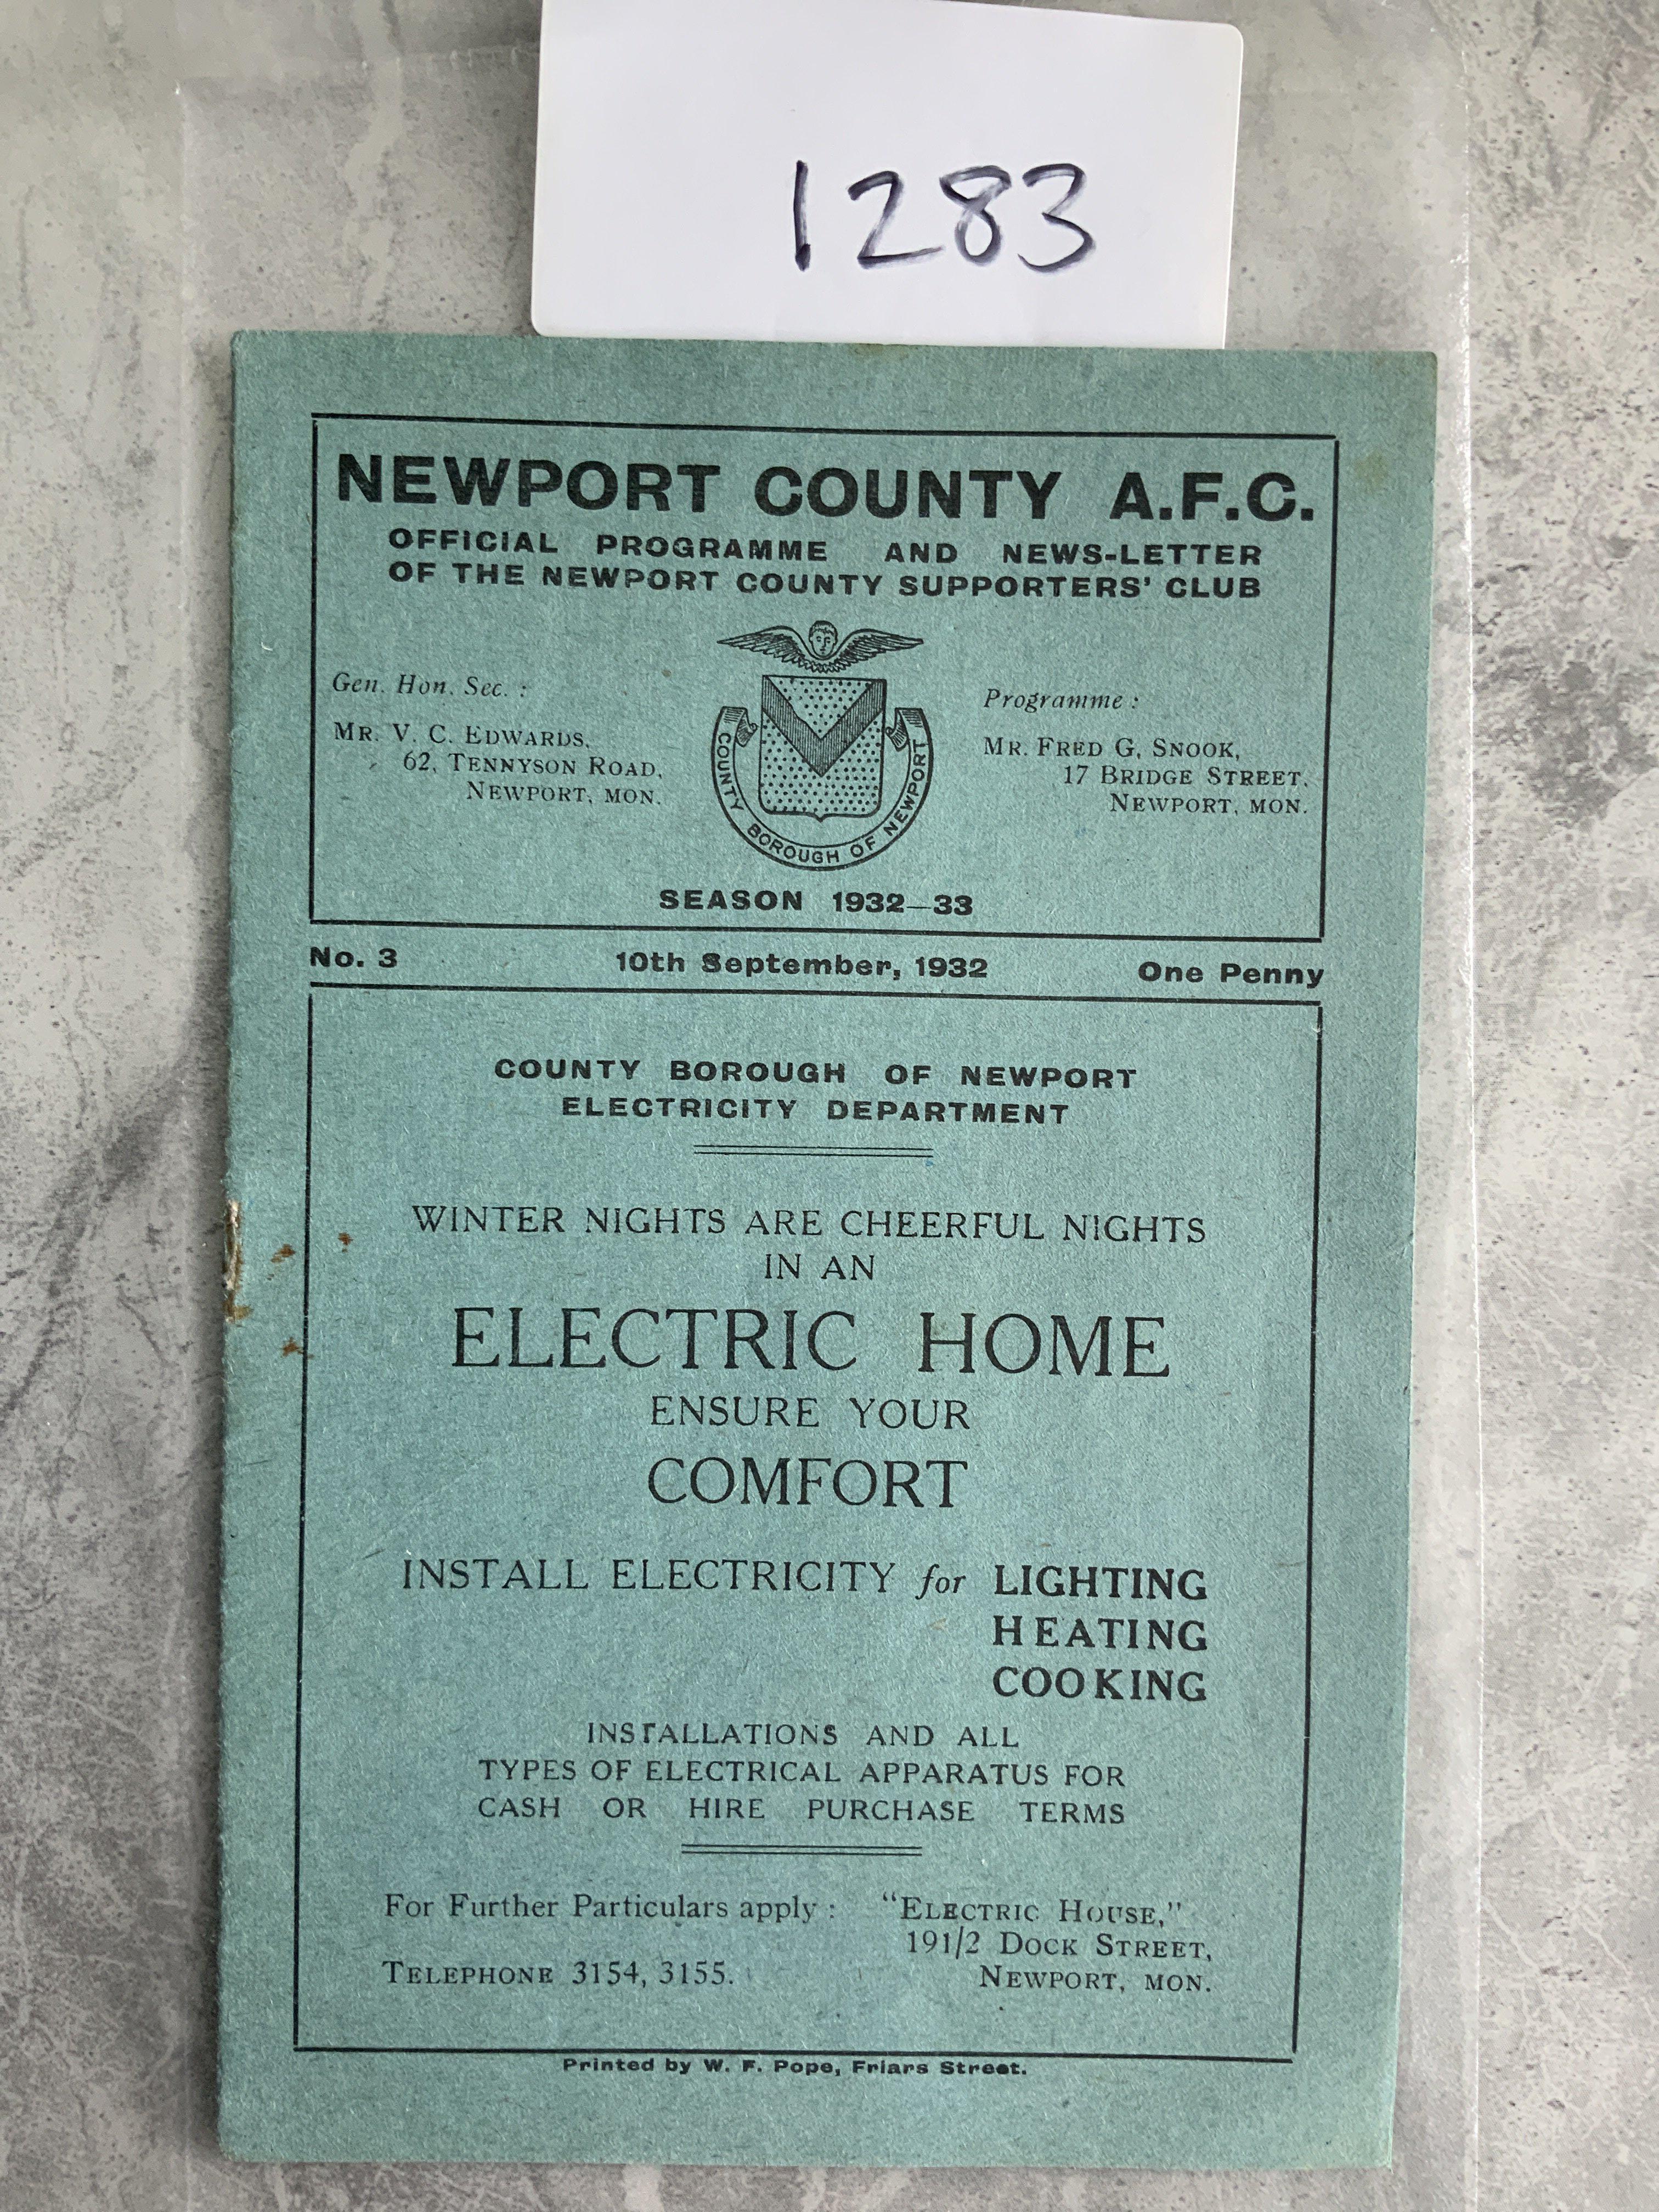 1283
NEWPORT COUNTY A.F.C.
OFFICIAL PROGRAMME AND NEWS-LETTER
OF THE NEWPORT COUNTY SUPPORTERS' CLUB
Gen. Hon. Sec. :
MR. V. C. EDWARDS,
62, TENNYSON ROAD,
NEWPORT, MON.
COUNTY BOROUGH OF NEWPORT
Programme :
MR. FRED G, SNOOK,
17 BRIDGE STREET,
NEWPORT, MON.
SEASON 1932-33
No. 3 10th September, 1932 One Penny
COUNTY BOROUGH OF NEWPORT
ELECTRICITY DEPARTMENT
WINTER NIGHTS ARE CHEERFUL NIGHTS
IN AN
ELECTRIC HOME
ENSURE YOUR
COMFORT
INSTALL ELECTRICITY for LIGHTING
HEATING
COOKING
INSTALLATIONS AND ALL
TYPES OF ELECTRICAL APPARATUS FOR
CASH OR HIRE PURCHASE TERMS
For Further Particulars apply : "ELECTRIC HOUSE,"
191/2 DOCK STREET,
TELEPHONE 3154, 3155. NEWPORT, MON.
Printed by W. F. Pope, Friars Street.